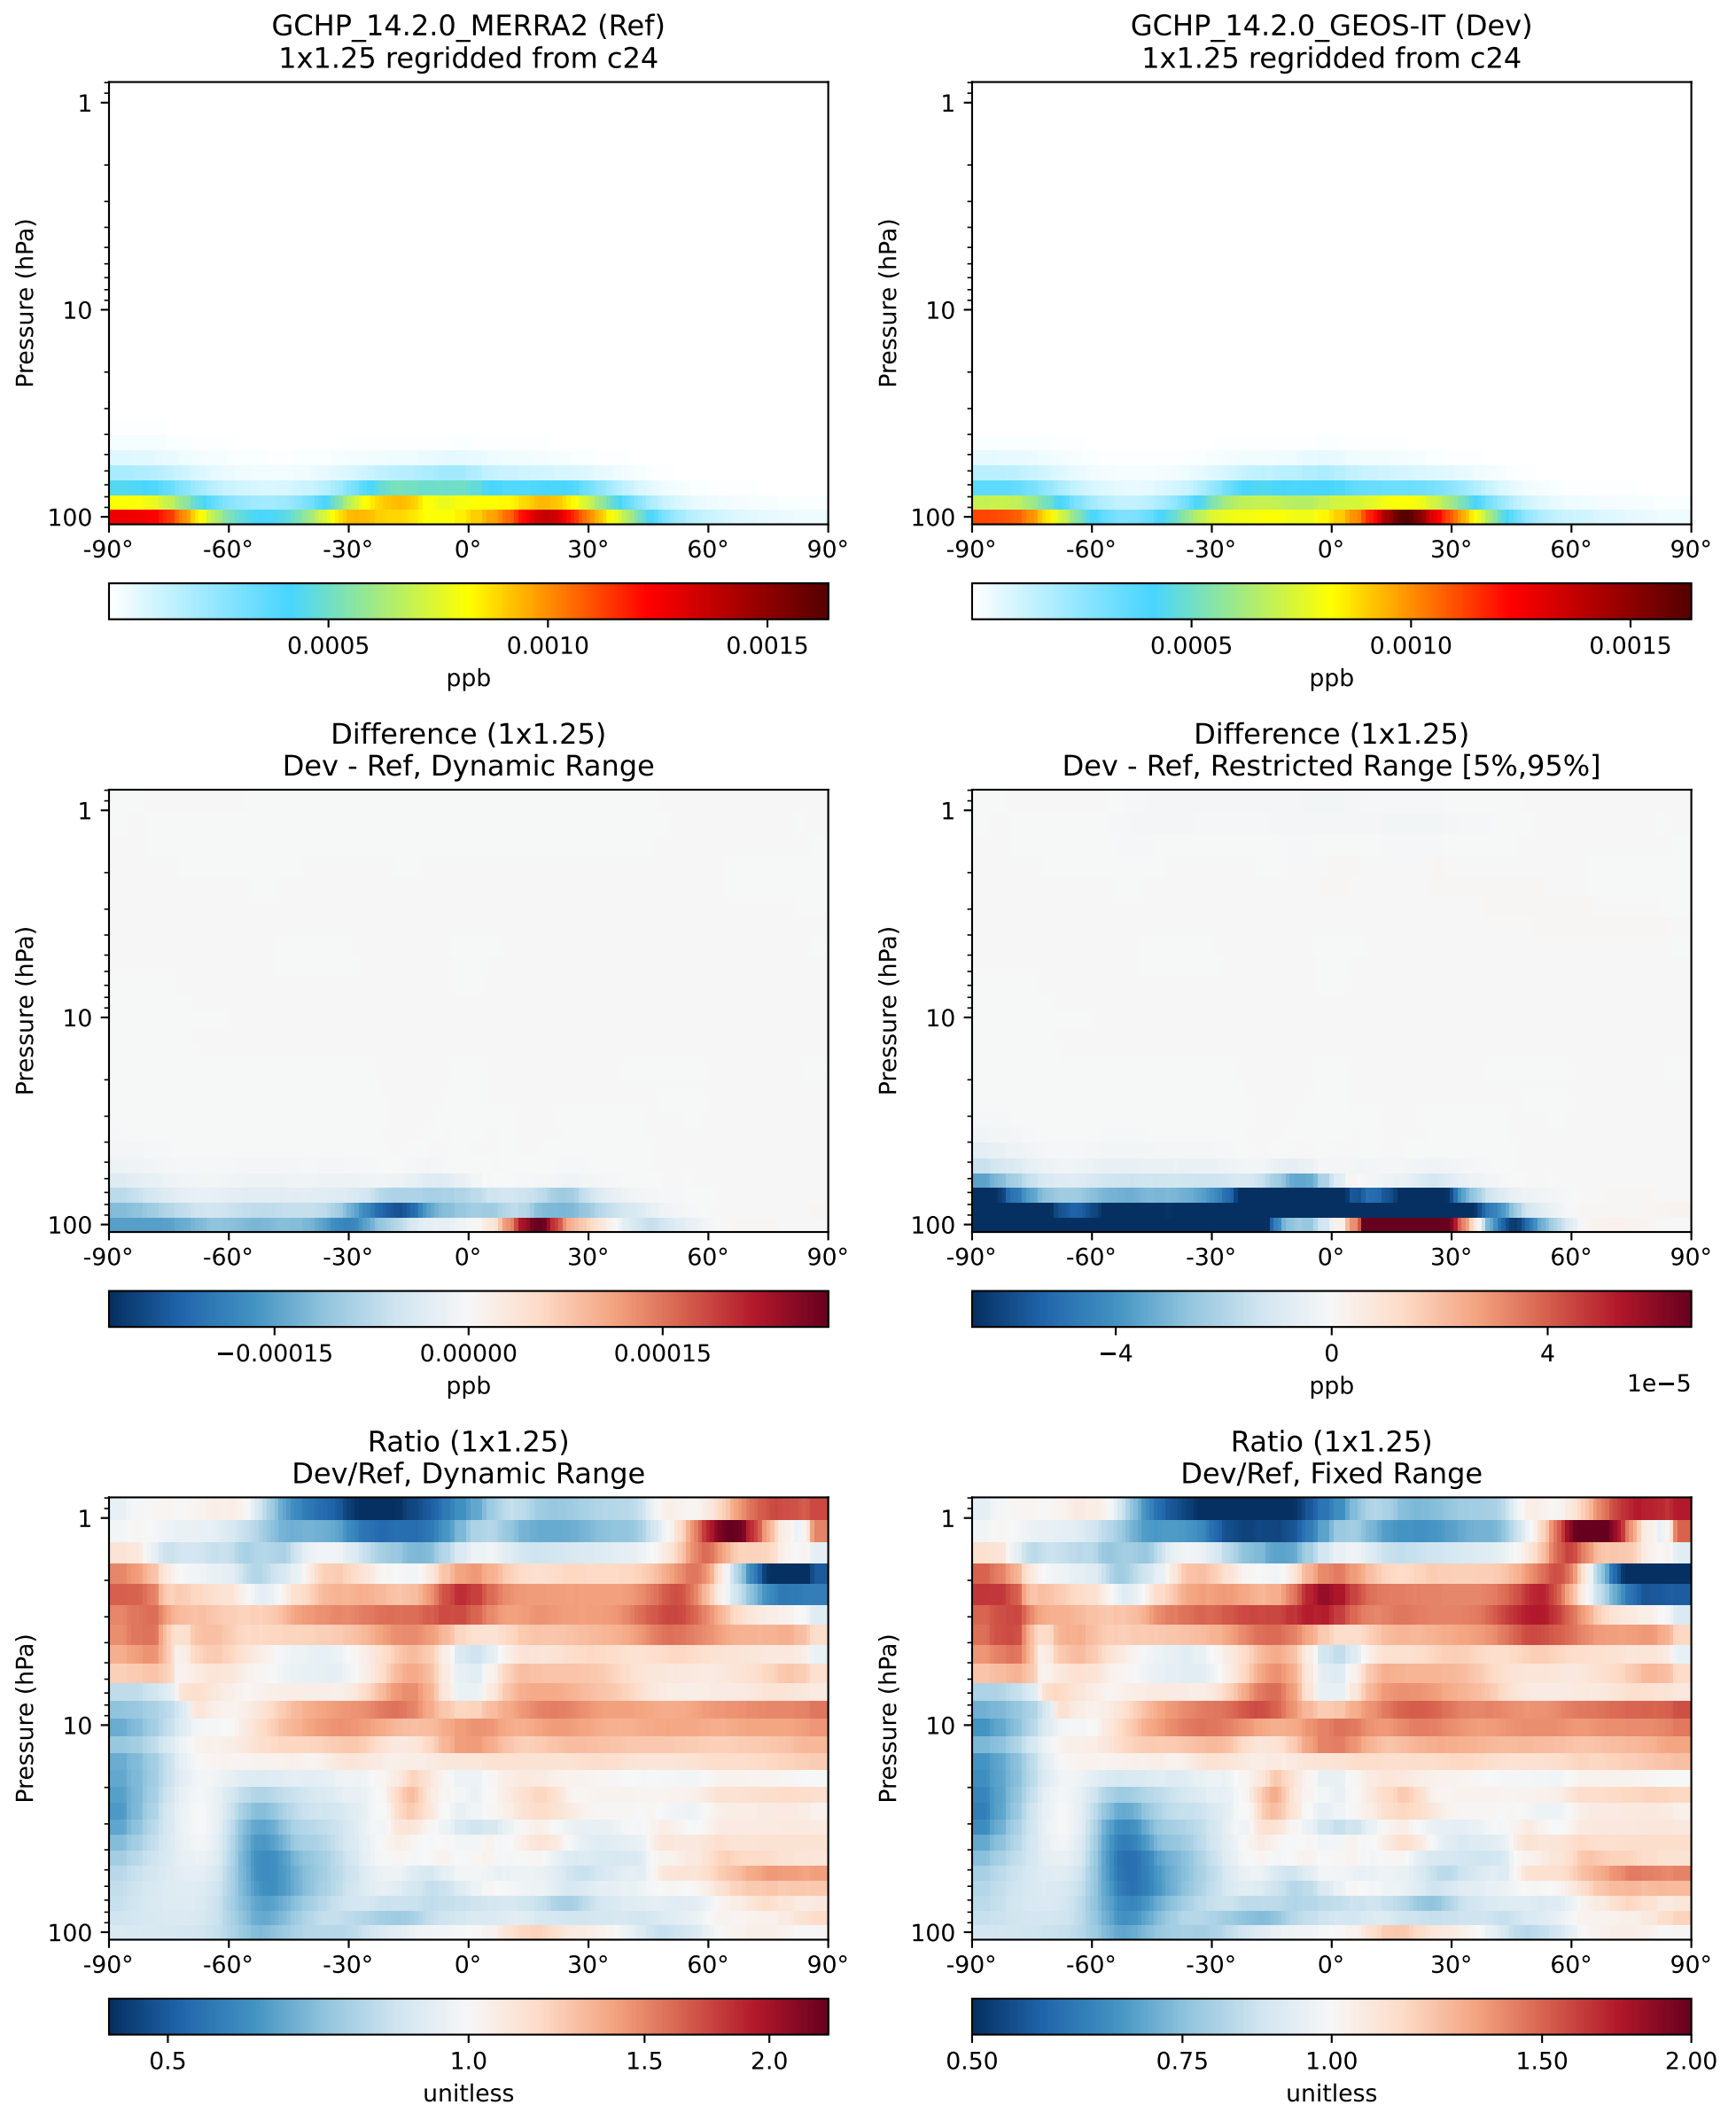 GCHP_14.2.0_MERRA2 (Ref)
1x1.25 regridded from c24
Pressure (hPa)
1
10
100
-90° -60° -30° 0° 30° 60° 90°
0.0005 0.0010 0.0015
ppb
GCHP_14.2.0_GEOS-IT (Dev)
1x1.25 regridded from c24
Pressure (hPa)
1
10
100
-90° -60° -30° 0° 30° 60° 90°
0.0005 0.0010 0.0015
ppb
Difference (1x1.25)
Dev - Ref, Dynamic Range
Pressure (hPa)
1
10
100
-90° -60° -30° 0° 30° 60° 90°
−0.00015 0.00000 0.00015
ppb
Difference (1x1.25)
Dev - Ref, Restricted Range [5%,95%]
Pressure (hPa)
1
10
100
-90° -60° -30° 0° 30° 60° 90°
−4 0 4
1e−5
ppb
Ratio (1x1.25)
Dev/Ref, Dynamic Range
Pressure (hPa)
1
10
100
-90° -60° -30° 0° 30° 60° 90°
0.5 1.0 1.5 2.0
unitless
Ratio (1x1.25)
Dev/Ref, Fixed Range
Pressure (hPa)
1
10
100
-90° -60° -30° 0° 30° 60° 90°
0.50 0.75 1.00 1.50 2.00
unitless